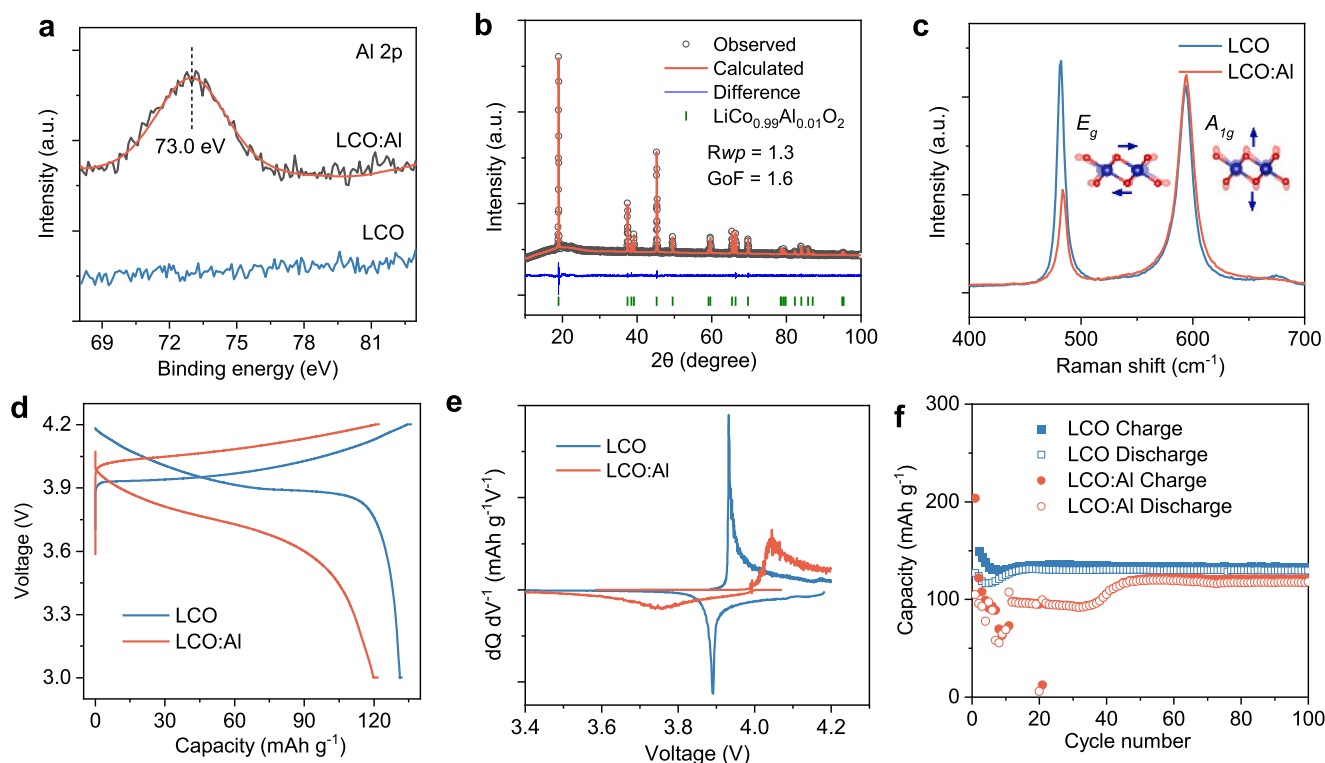 a
Al 2p
73.0 eV
LCO:Al
LCO
Intensity (a.u.)
69 72 75 78 81
Binding energy (eV)
b
Observed
Calculated
Difference
LiCo₀.₉₉Al₀.₀₁O₂
Rwp = 1.3
GoF = 1.6
Intensity (a.u.)
20 40 60 80 100
2θ (degree)
c
LCO
LCO:Al
E_g
A_1g
Intensity (a.u.)
400 500 600 700
Raman shift (cm⁻¹)
d
4.2
3.9
3.6
3.3
3.0
Voltage (V)
LCO
LCO:Al
0 30 60 90 120
Capacity (mAh g⁻¹)
e
LCO
LCO:Al
dQ dV⁻¹ (mAh g⁻¹V⁻¹)
3.4 3.6 3.8 4.0 4.2
Voltage (V)
f
300
200
100
0
Capacity (mAh g⁻¹)
LCO Charge
LCO Discharge
LCO:Al Charge
LCO:Al Discharge
0 20 40 60 80 100
Cycle number